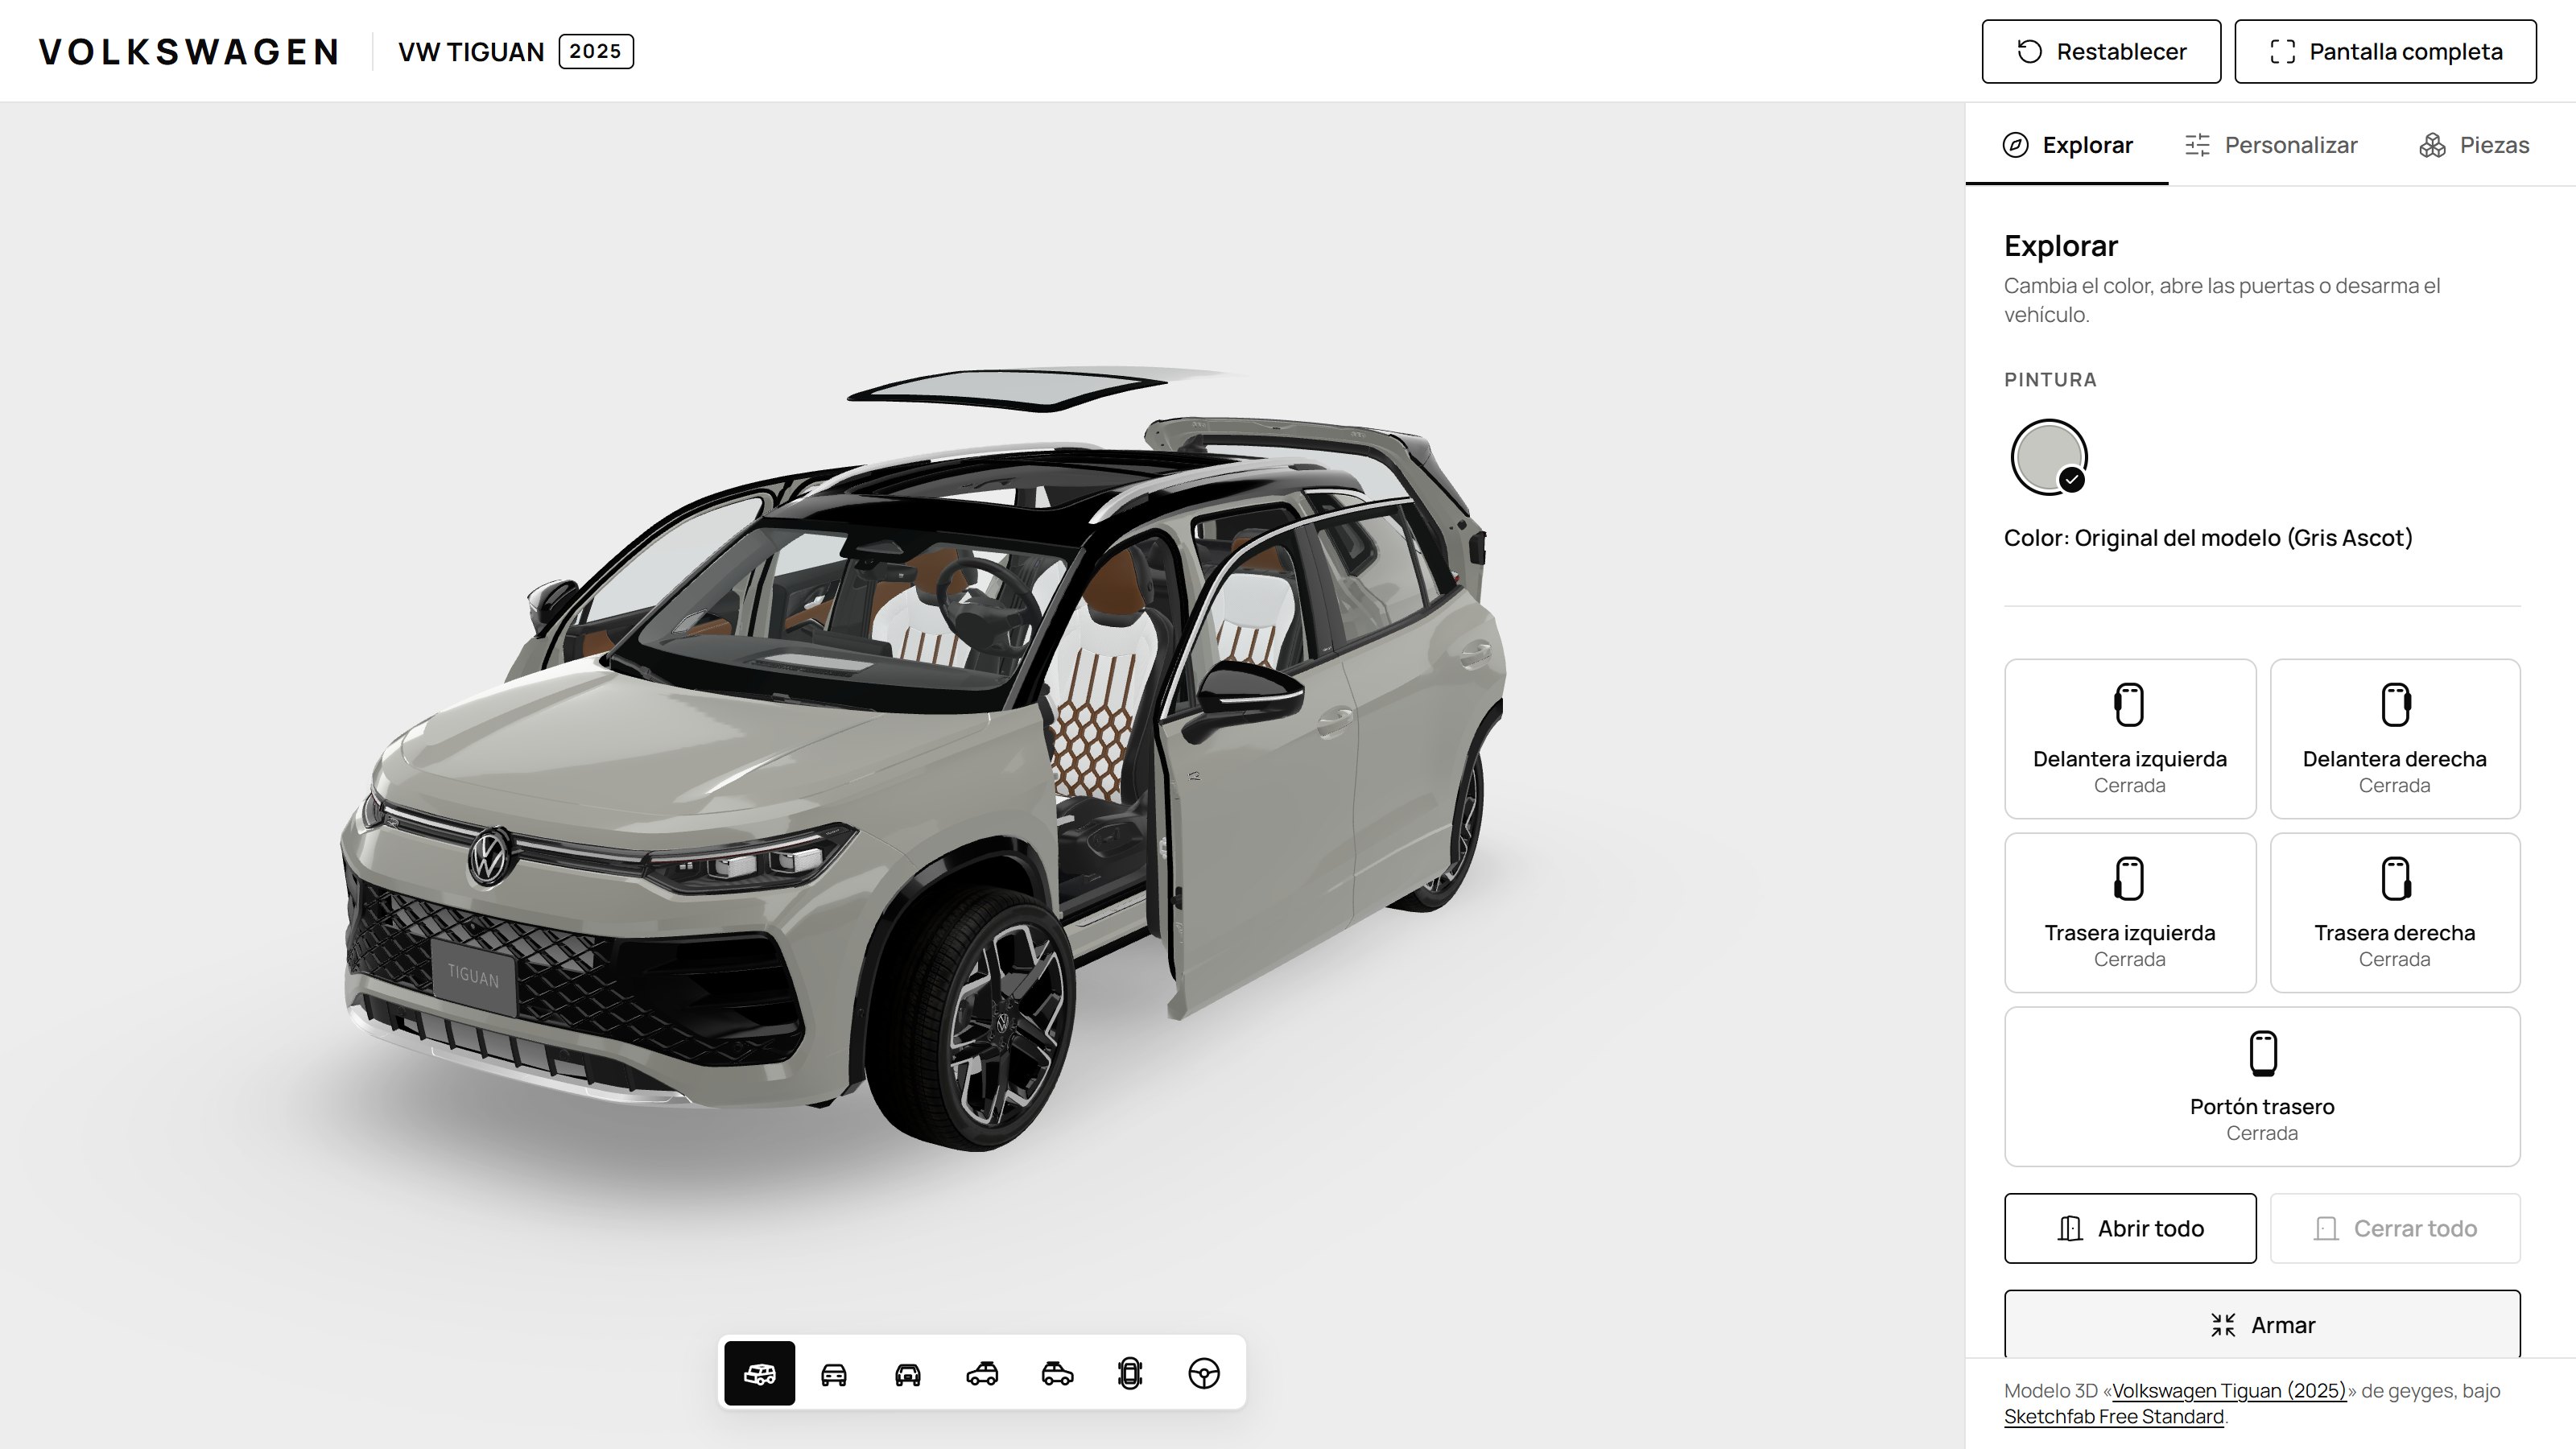 VOLKSWAGEN
VW TIGUAN 2025
Restablecer
Pantalla completa
Explorar
Personalizar
Piezas
Explorar
Cambia el color, abre las puertas o desarma el
vehículo.
PINTURA
Color: Original del modelo (Gris Ascot)
Delantera izquierda
Cerrada
Delantera derecha
Cerrada
Trasera izquierda
Cerrada
Trasera derecha
Cerrada
Portón trasero
Cerrada
Abrir todo
Cerrar todo
Armar
Modelo 3D «Volkswagen Tiguan (2025)» de geyges, bajo
Sketchfab Free Standard.
TIGUAN